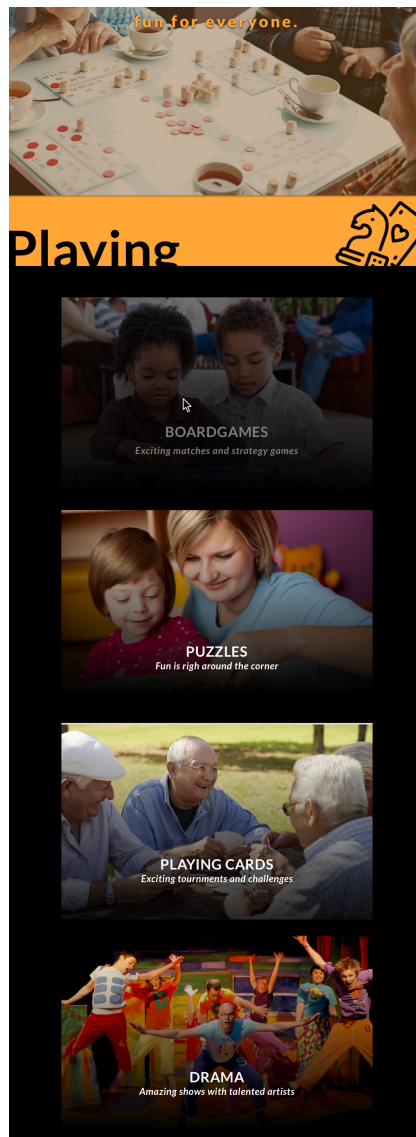 fun for everyone.
Playing
BOARDGAMES
Exciting matches and strategy games
PUZZLES
Fun is righ around the corner
PLAYING CARDS
Exciting tournments and challenges
DRAMA
Amazing shows with talented artists